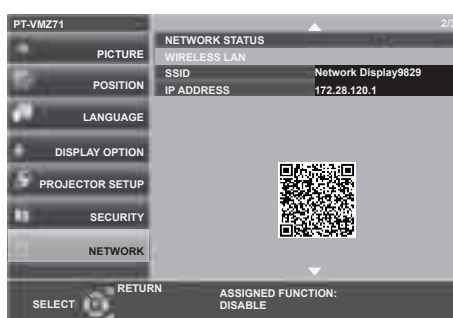 PT-VMZ71 2/3
NETWORK STATUS
PICTURE
WIRELESS LAN
SSID Network Display9829
POSITION
IP ADDRESS 172.28.120.1
LANGUAGE
DISPLAY OPTION
PROJECTOR SETUP
SECURITY
NETWORK
RETURN
SELECT
ASSIGNED FUNCTION:
DISABLE